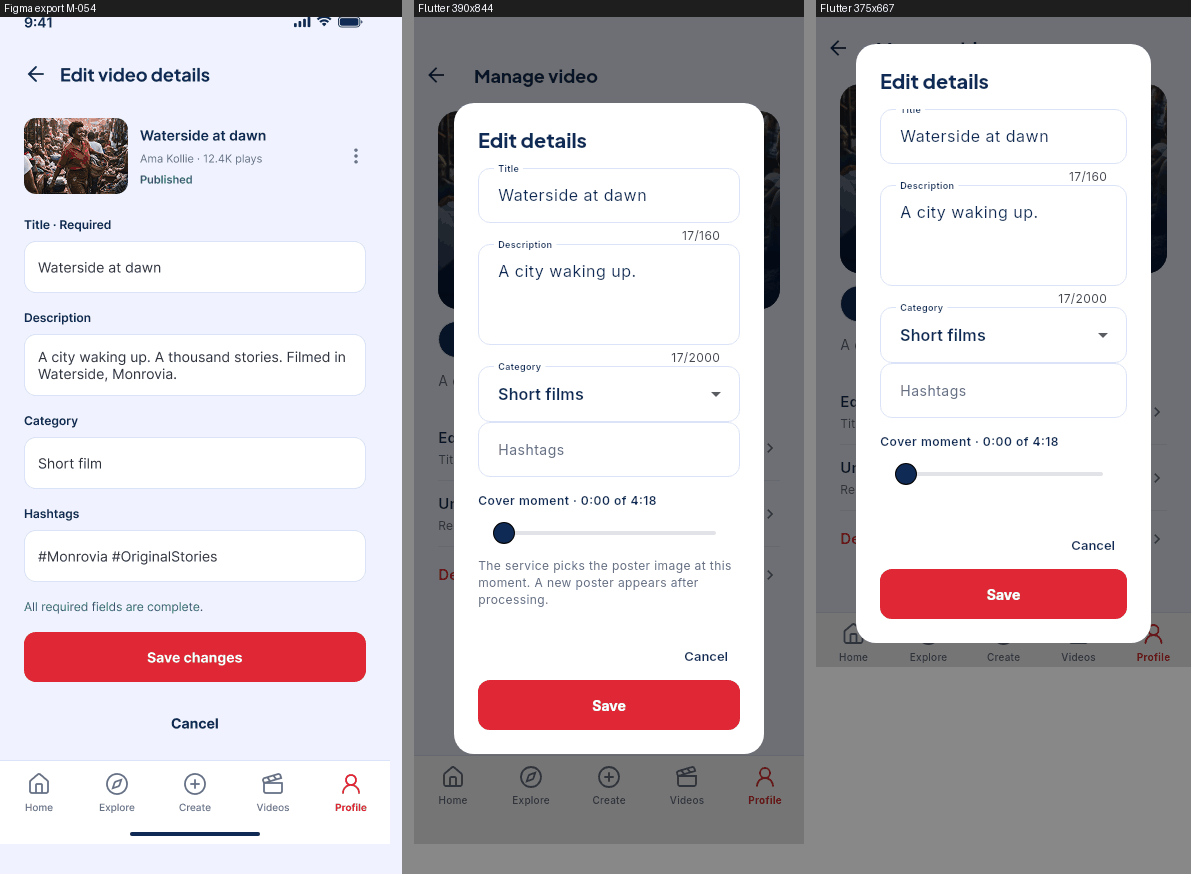 Figma export M-054
9:41
Edit video details
Waterside at dawn
Ama Kollie · 12.4K plays
Published
Title · Required
Waterside at dawn
Description
A city waking up. A thousand stories. Filmed in
Waterside, Monrovia.
Category
Short film
Hashtags
#Monrovia #OriginalStories
All required fields are complete.
Save changes
Cancel
Home
Explore
Create
Videos
Profile
Flutter 390x844
Manage video
Edit details
Title
Waterside at dawn
17/160
Description
A city waking up.
17/2000
Category
Short films
Hashtags
Cover moment · 0:00 of 4:18
The service picks the poster image at this
moment. A new poster appears after
processing.
Cancel
Save
Home
Explore
Create
Videos
Profile
Flutter 375x667
Edit details
Title
Waterside at dawn
17/160
Description
A city waking up.
17/2000
Category
Short films
Hashtags
Cover moment · 0:00 of 4:18
Cancel
Save
Home
Explore
Create
Videos
Profile